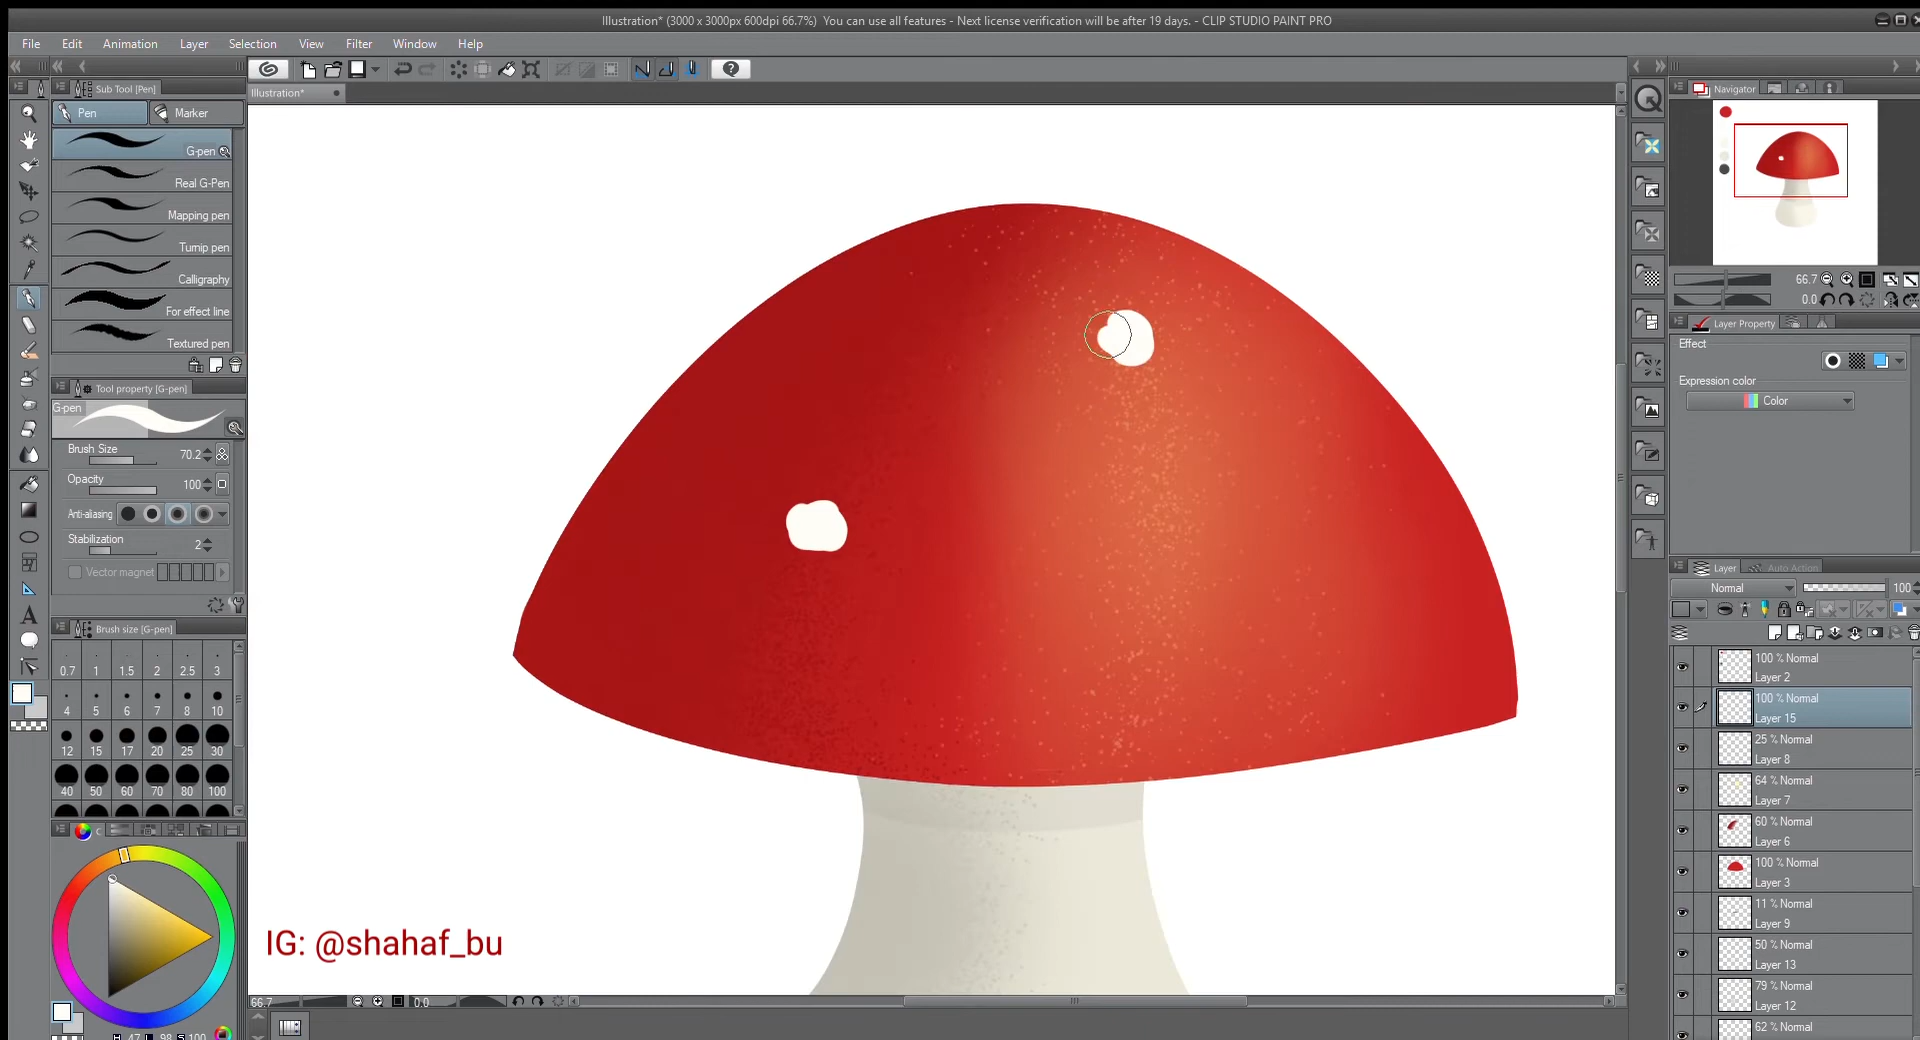 Illustration* (3000 x 3000px 600dpi 66.7%) You can use all features - Next license verification will be after 19 days. - CLIP STUDIO PAINT PRO
File Edit Animation Layer Selection View Filter Window Help
Sub Tool [Pen]
Pen Marker
G-pen
Real G-Pen
Mapping pen
Turnip pen
Calligraphy
For effect line
Textured pen
Tool property [G-pen]
G-pen
Brush Size 70.2
Opacity 100
Anti-aliasing
Stabilization 2
Vector magnet
Brush size [G-pen]
0.7 1 1.5 2 2.5 3
4 5 6 7 8 10
12 15 17 20 25 30
40 50 60 70 80 100
H 47 L 98 S 100
Illustration*
IG: @shahaf_bu
66.7 0.0
Navigator
66.7
0.0
Layer Property
Effect
Expression color
Color
Layer Auto Action
Normal 100
100 % Normal
Layer 2
100 % Normal
Layer 15
25 % Normal
Layer 8
64 % Normal
Layer 7
60 % Normal
Layer 6
100 % Normal
Layer 3
11 % Normal
Layer 9
50 % Normal
Layer 13
79 % Normal
Layer 12
62 % Normal